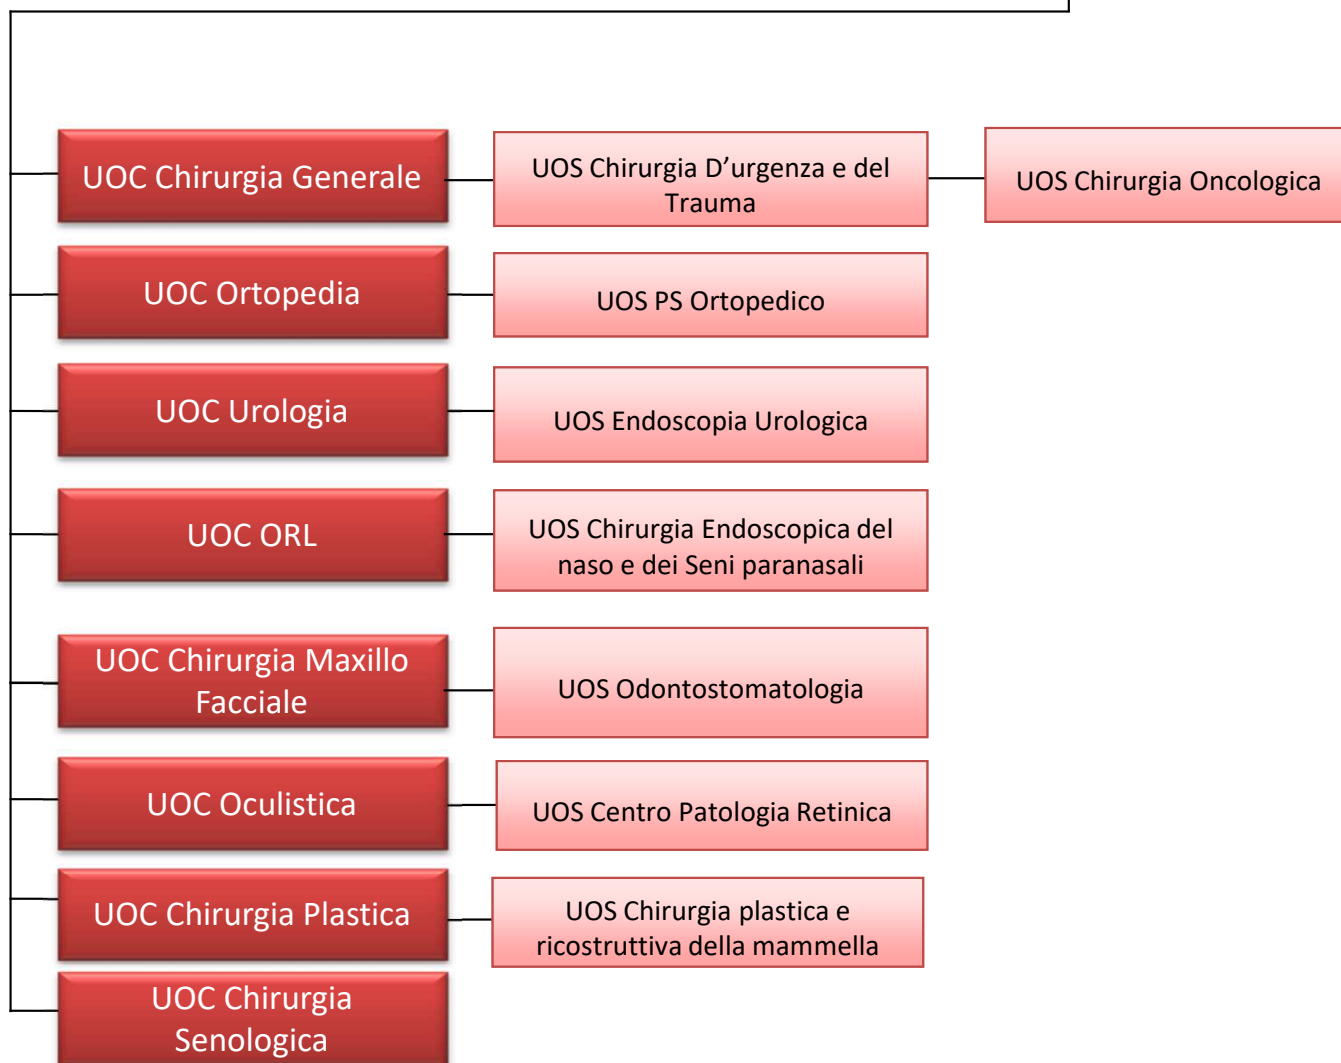 UOC Chirurgia Generale
UOS Chirurgia D’urgenza e del
Trauma
UOS Chirurgia Oncologica
UOC Ortopedia
UOS PS Ortopedico
UOC Urologia
UOS Endoscopia Urologica
UOC ORL
UOS Chirurgia Endoscopica del
naso e dei Seni paranasali
UOC Chirurgia Maxillo
Facciale
UOS Odontostomatologia
UOC Oculistica
UOS Centro Patologia Retinica
UOC Chirurgia Plastica
UOS Chirurgia plastica e
ricostruttiva della mammella
UOC Chirurgia
Senologica